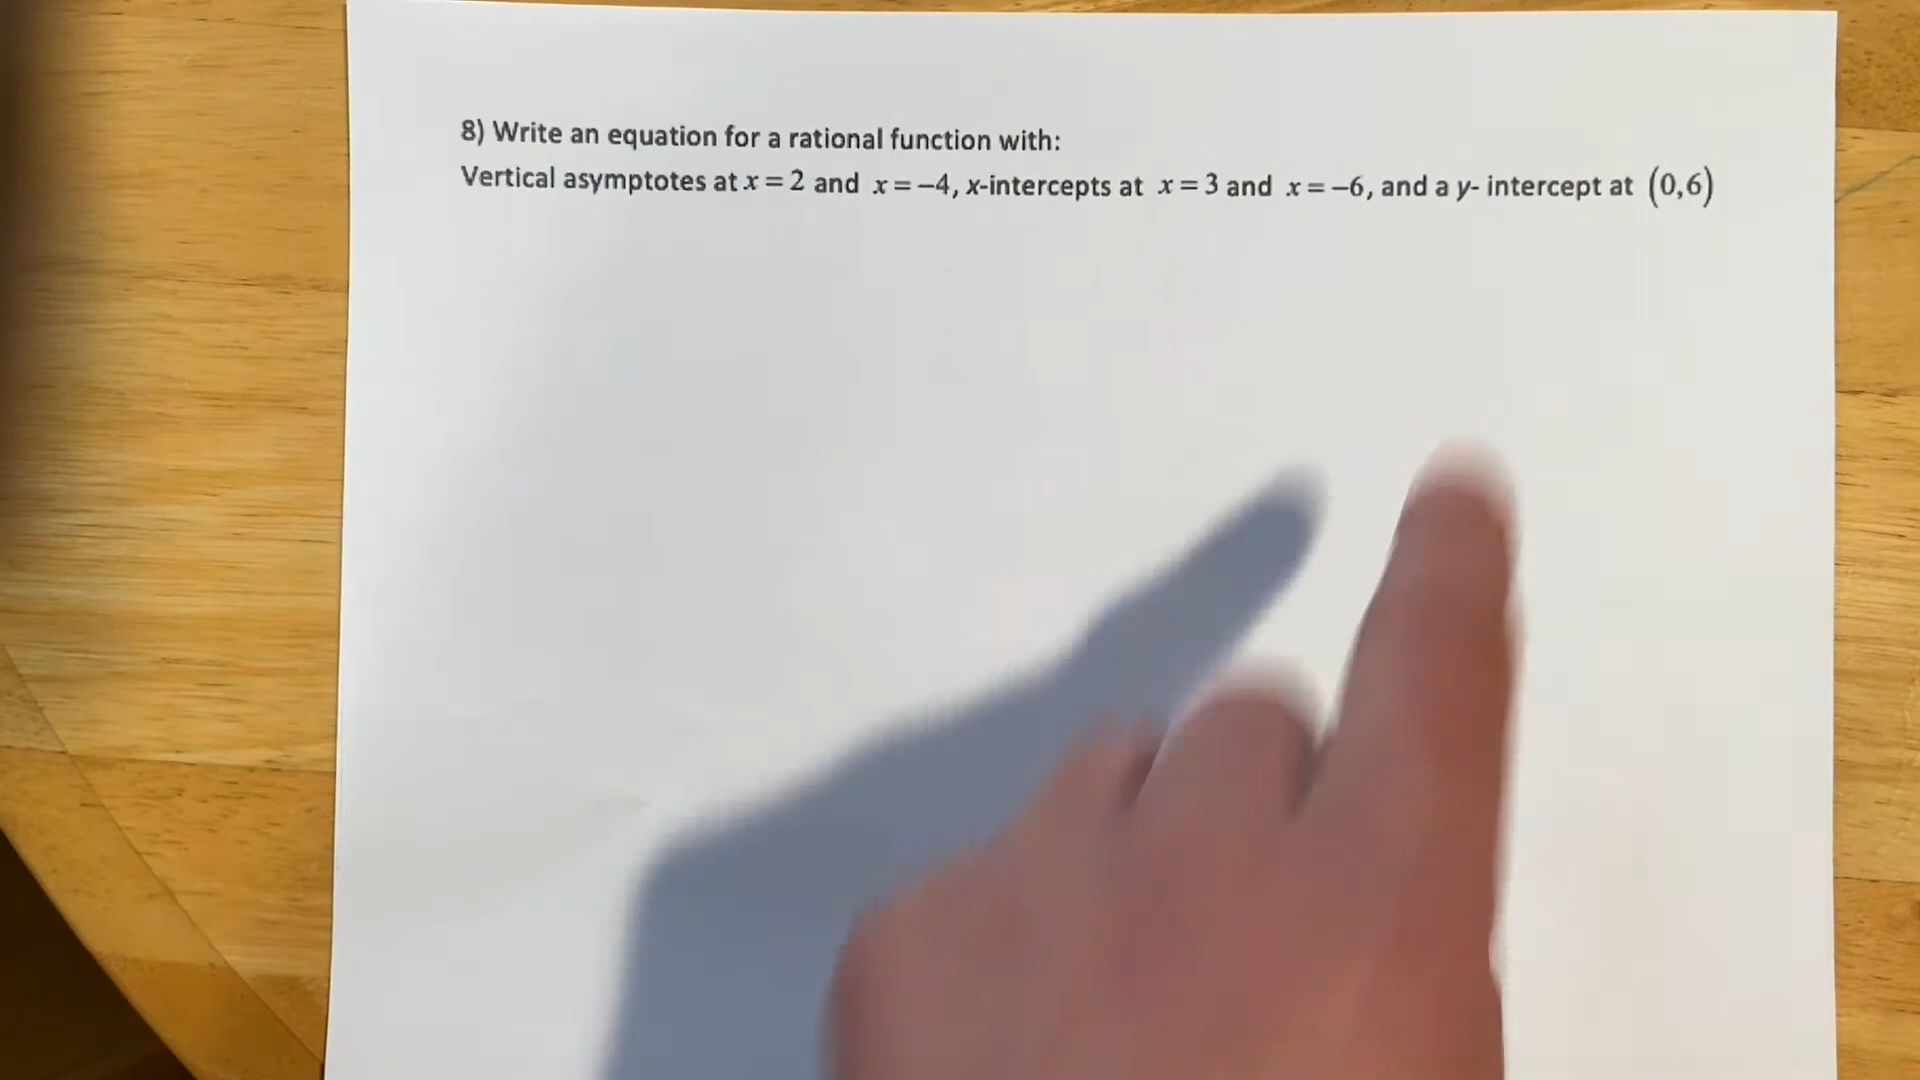 8) Write an equation for a rational function with:
Vertical asymptotes at x = 2 and x = −4, x-intercepts at x = 3 and x = −6, and a y- intercept at (0,6)